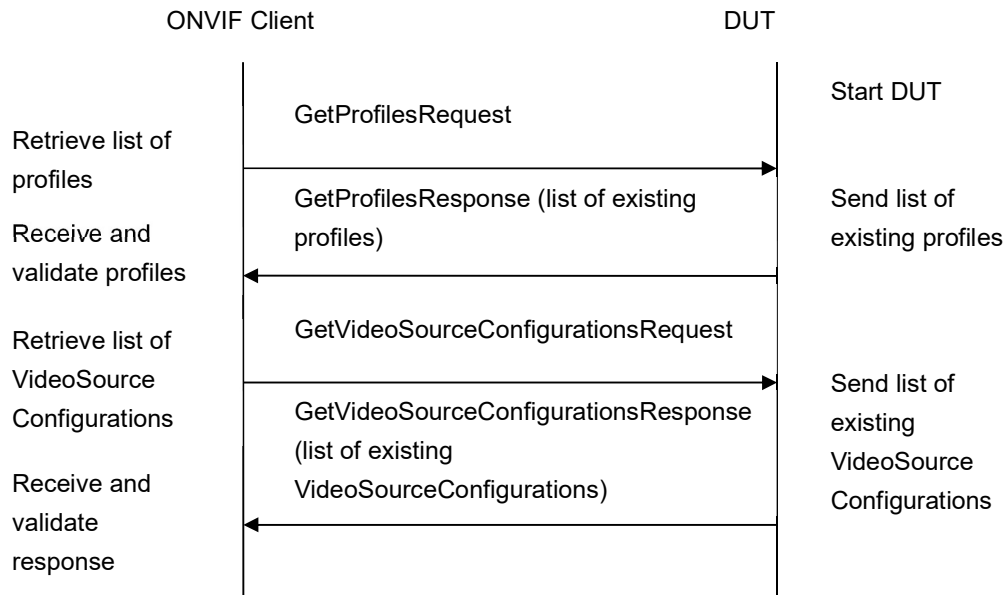 ONVIF Client
DUT
Start DUT
GetProfilesRequest
Retrieve list of
profiles
GetProfilesResponse (list of existing
profiles)
Send list of
existing profiles
Receive and
validate profiles
GetVideoSourceConfigurationsRequest
Retrieve list of
VideoSource
Configurations
GetVideoSourceConfigurationsResponse
(list of existing
VideoSourceConfigurations)
Send list of
existing
VideoSource
Configurations
Receive and
validate
response